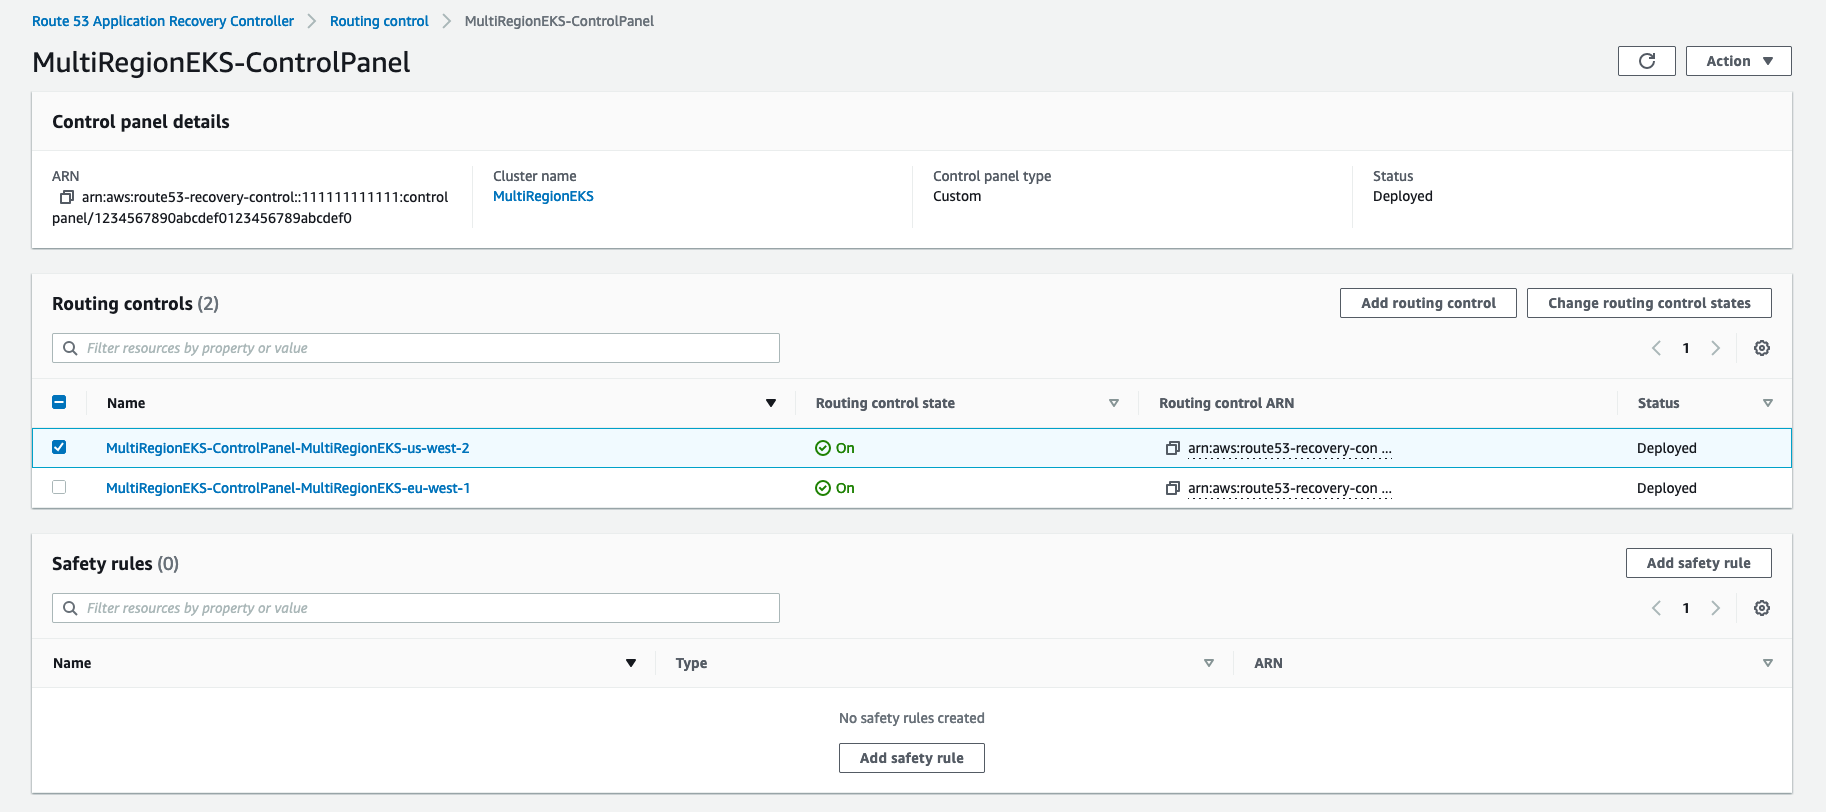 Route 53 Application Recovery Controller > Routing control > MultiRegionEKS-ControlPanel
MultiRegionEKS-ControlPanel
Action
Control panel details
ARN
arn:aws:route53-recovery-control::111111111111:control
panel/1234567890abcdef0123456789abcdef0
Cluster name
MultiRegionEKS
Control panel type
Custom
Status
Deployed
Routing controls (2)
Add routing control
Change routing control states
Filter resources by property or value
1
Name Routing control state Routing control ARN Status
MultiRegionEKS-ControlPanel-MultiRegionEKS-us-west-2 On arn:aws:route53-recovery-con ... Deployed
MultiRegionEKS-ControlPanel-MultiRegionEKS-eu-west-1 On arn:aws:route53-recovery-con ... Deployed
Safety rules (0)
Add safety rule
Filter resources by property or value
1
Name Type ARN
No safety rules created
Add safety rule